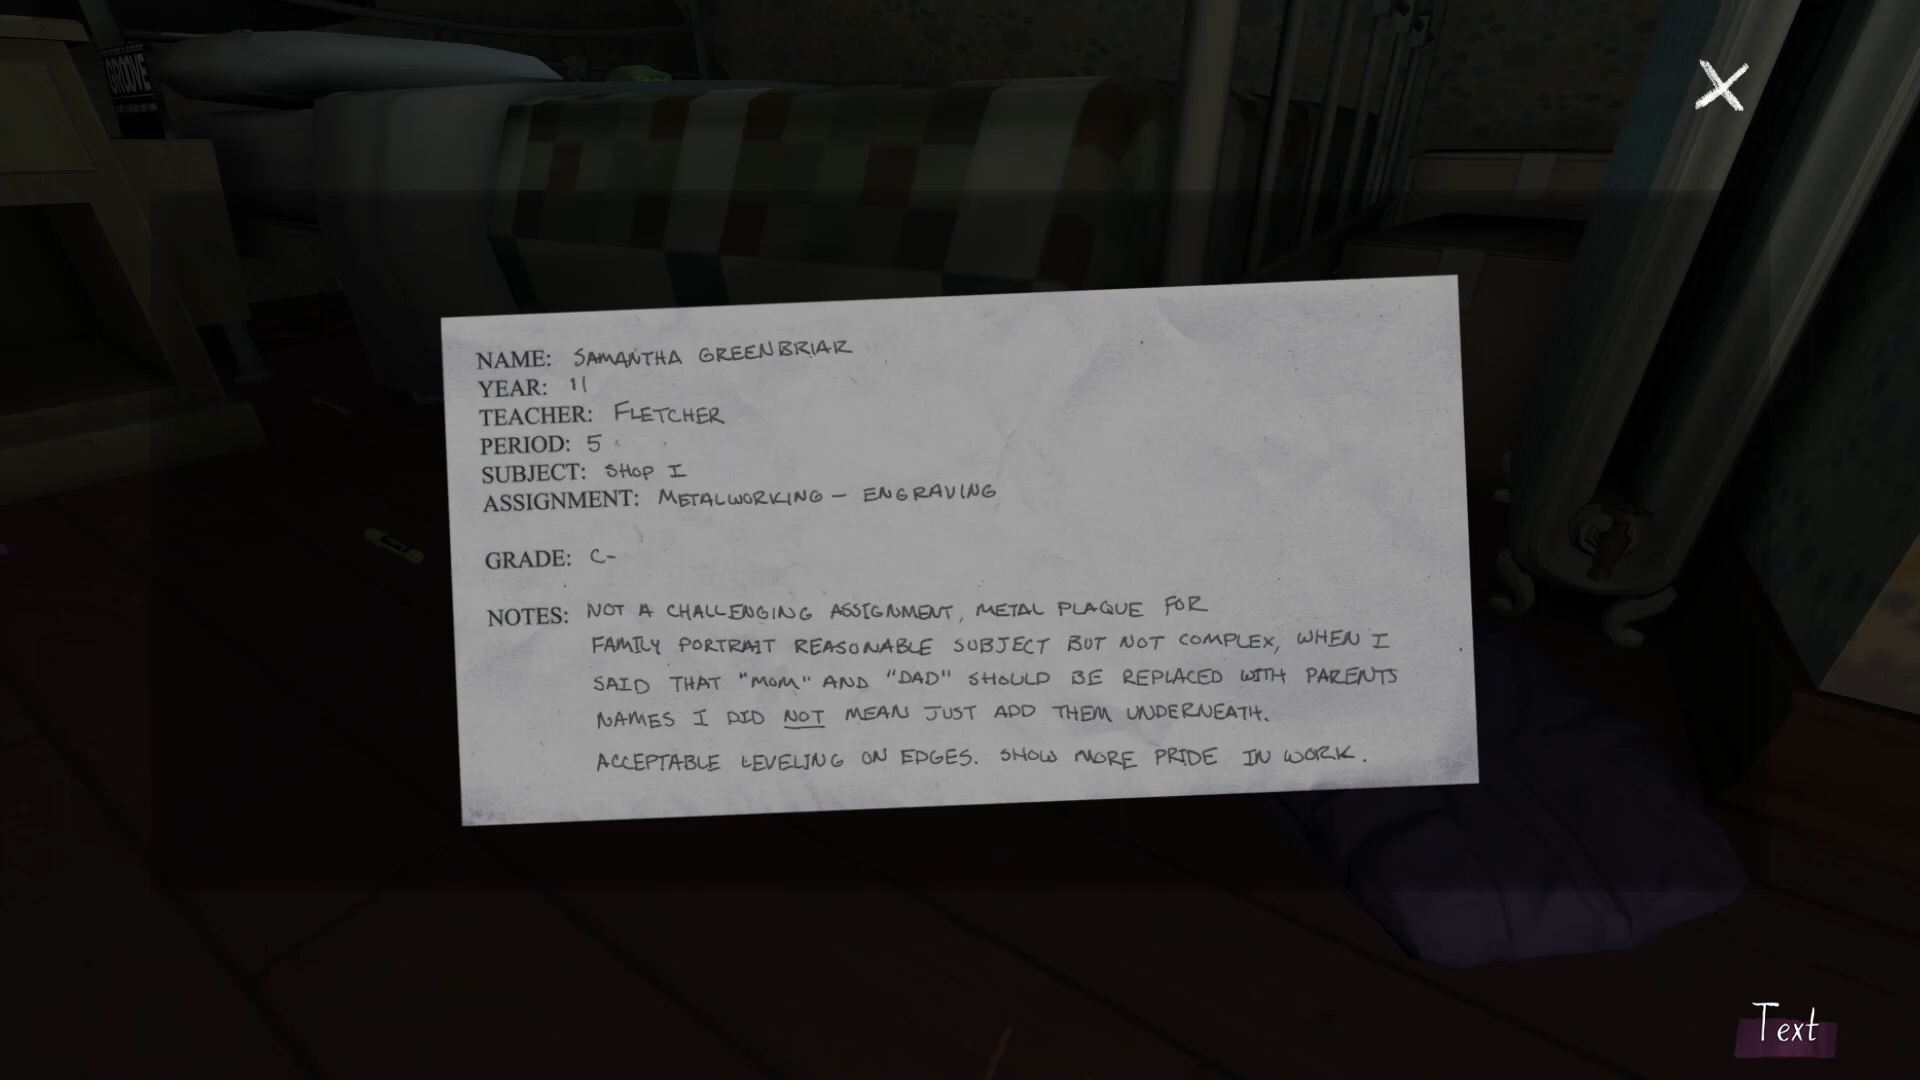 GROOVE
NAME: SAMANTHA GREENBRIAR
YEAR: 11
TEACHER: FLETCHER
PERIOD: 5
SUBJECT: SHOP I
ASSIGNMENT: METALWORKING – ENGRAVING
GRADE: C-
NOTES: NOT A CHALLENGING ASSIGNMENT, METAL PLAQUE FOR
FAMILY PORTRAIT REASONABLE SUBJECT BUT NOT COMPLEX, WHEN I
SAID THAT "MOM" AND "DAD" SHOULD BE REPLACED WITH PARENTS
NAMES I DID NOT MEAN JUST ADD THEM UNDERNEATH.
ACCEPTABLE LEVELING ON EDGES. SHOW MORE PRIDE IN WORK.
Text